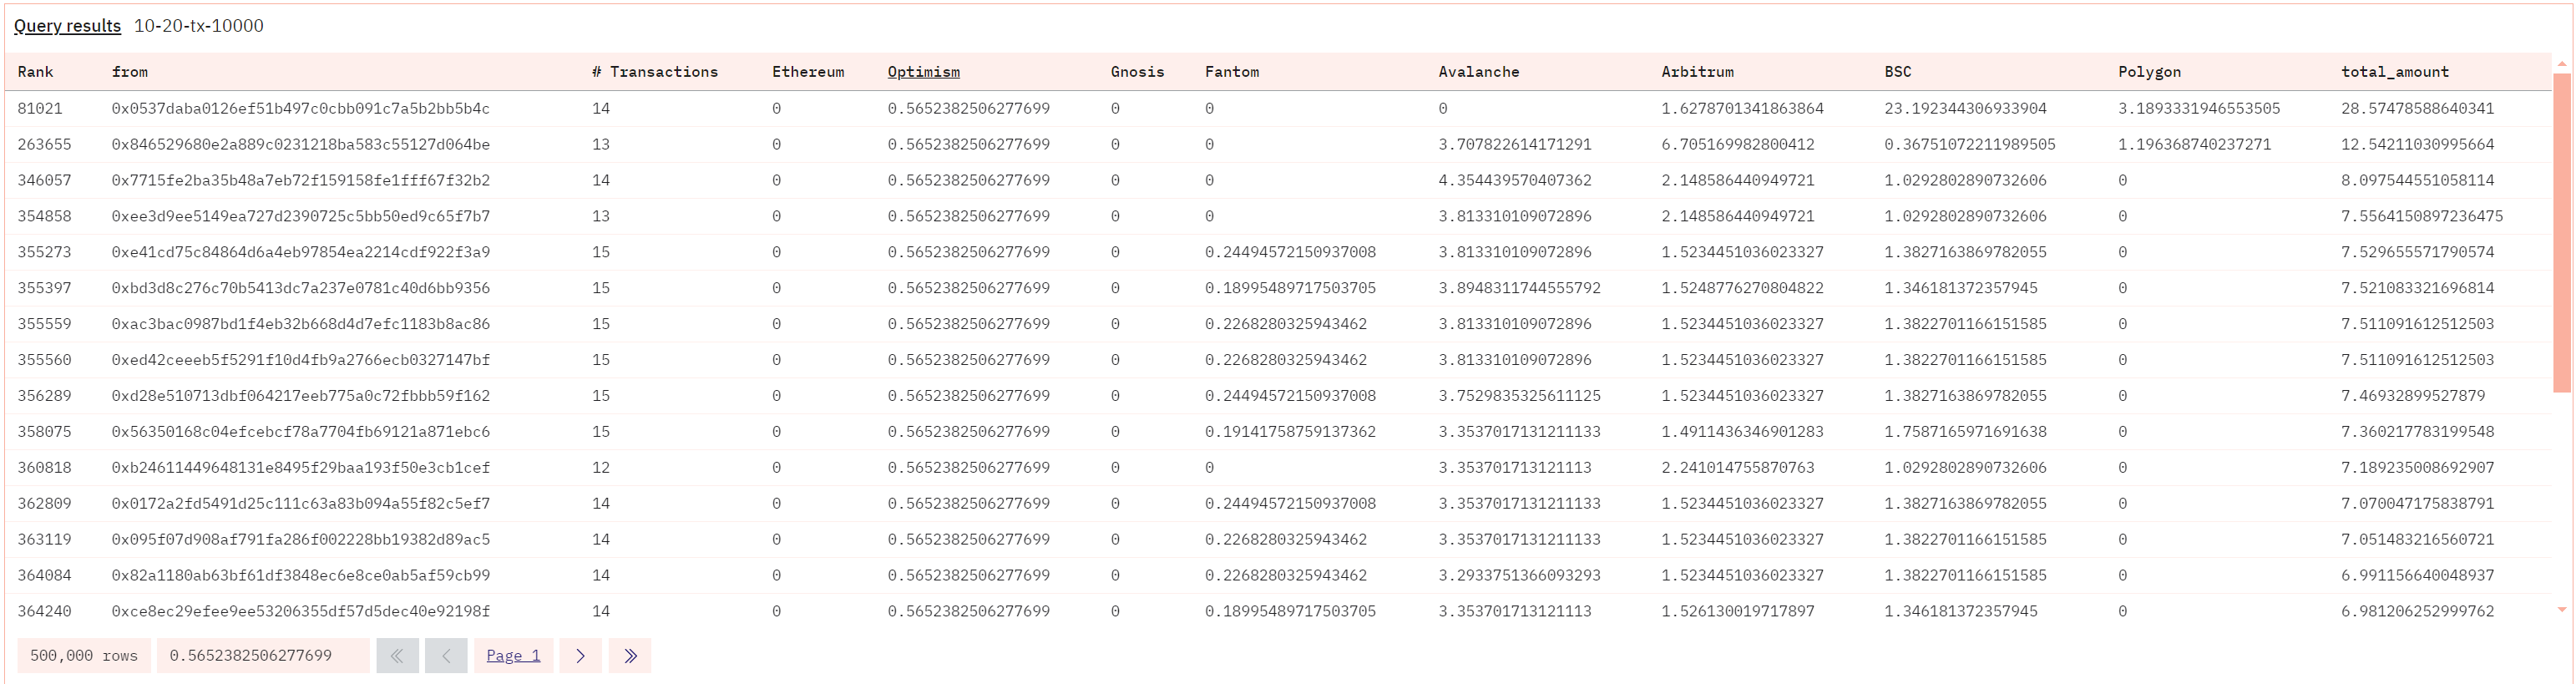 Query results 10-20-tx-10000
Rank from # Transactions Ethereum Optimism Gnosis Fantom Avalanche Arbitrum BSC Polygon total_amount
81021 0x0537daba0126ef51b497c0cbb091c7a5b2bb5b4c 14 0 0.5652382506277699 0 0 0 1.6278701341863864 23.192344306933904 3.1893331946553505 28.57478588640341
263655 0x846529680e2a889c0231218ba583c55127d064be 13 0 0.5652382506277699 0 0 3.707822614171291 6.705169982800412 0.36751072211989505 1.196368740237271 12.54211030995664
346057 0x7715fe2ba35b48a7eb72f159158fe1fff67f32b2 14 0 0.5652382506277699 0 0 4.354439570407362 2.148586440949721 1.0292802890732606 0 8.097544551058114
354858 0xee3d9ee5149ea727d2390725c5bb50ed9c65f7b7 13 0 0.5652382506277699 0 0 3.813310109072896 2.148586440949721 1.0292802890732606 0 7.5564150897236475
355273 0xe41cd75c84864d6a4eb97854ea2214cdf922f3a9 15 0 0.5652382506277699 0 0.24494572150937008 3.813310109072896 1.5234451036023327 1.3827163869782055 0 7.529655571790574
355397 0xbd3d8c276c70b5413dc7a237e0781c40d6bb9356 15 0 0.5652382506277699 0 0.18995489717503705 3.8948311744555792 1.5248776270804822 1.346181372357945 0 7.521083321696814
355559 0xac3bac0987bd1f4eb32b668d4d7efc1183b8ac86 15 0 0.5652382506277699 0 0.2268280325943462 3.813310109072896 1.5234451036023327 1.3822701166151585 0 7.511091612512503
355560 0xed42ceeeb5f5291f10d4fb9a2766ecb0327147bf 15 0 0.5652382506277699 0 0.2268280325943462 3.813310109072896 1.5234451036023327 1.3822701166151585 0 7.511091612512503
356289 0xd28e510713dbf064217eeb775a0c72fbbb59f162 15 0 0.5652382506277699 0 0.24494572150937008 3.7529835325611125 1.5234451036023327 1.3827163869782055 0 7.46932899527879
358075 0x56350168c04efcebcf78a7704fb69121a871ebc6 15 0 0.5652382506277699 0 0.19141758759137362 3.3537017131211133 1.4911436346901283 1.7587165971691638 0 7.360217783199548
360818 0xb24611449648131e8495f29baa193f50e3cb1cef 12 0 0.5652382506277699 0 0 3.353701713121113 2.241014755870763 1.0292802890732606 0 7.189235008692907
362809 0x0172a2fd5491d25c111c63a83b094a55f82c5ef7 14 0 0.5652382506277699 0 0.24494572150937008 3.3537017131211133 1.5234451036023327 1.3827163869782055 0 7.070047175838791
363119 0x095f07d908af791fa286f002228bb19382d89ac5 14 0 0.5652382506277699 0 0.2268280325943462 3.3537017131211133 1.5234451036023327 1.3822701166151585 0 7.051483216560721
364084 0x82a1180ab63bf61df3848ec6e8ce0ab5af59cb99 14 0 0.5652382506277699 0 0.2268280325943462 3.2933751366093293 1.5234451036023327 1.3822701166151585 0 6.991156640048937
364240 0xce8ec29efee9ee53206355df57d5dec40e92198f 14 0 0.5652382506277699 0 0.18995489717503705 3.353701713121113 1.526130019717897 1.346181372357945 0 6.981206252999762
500,000 rows 0.5652382506277699 Page 1